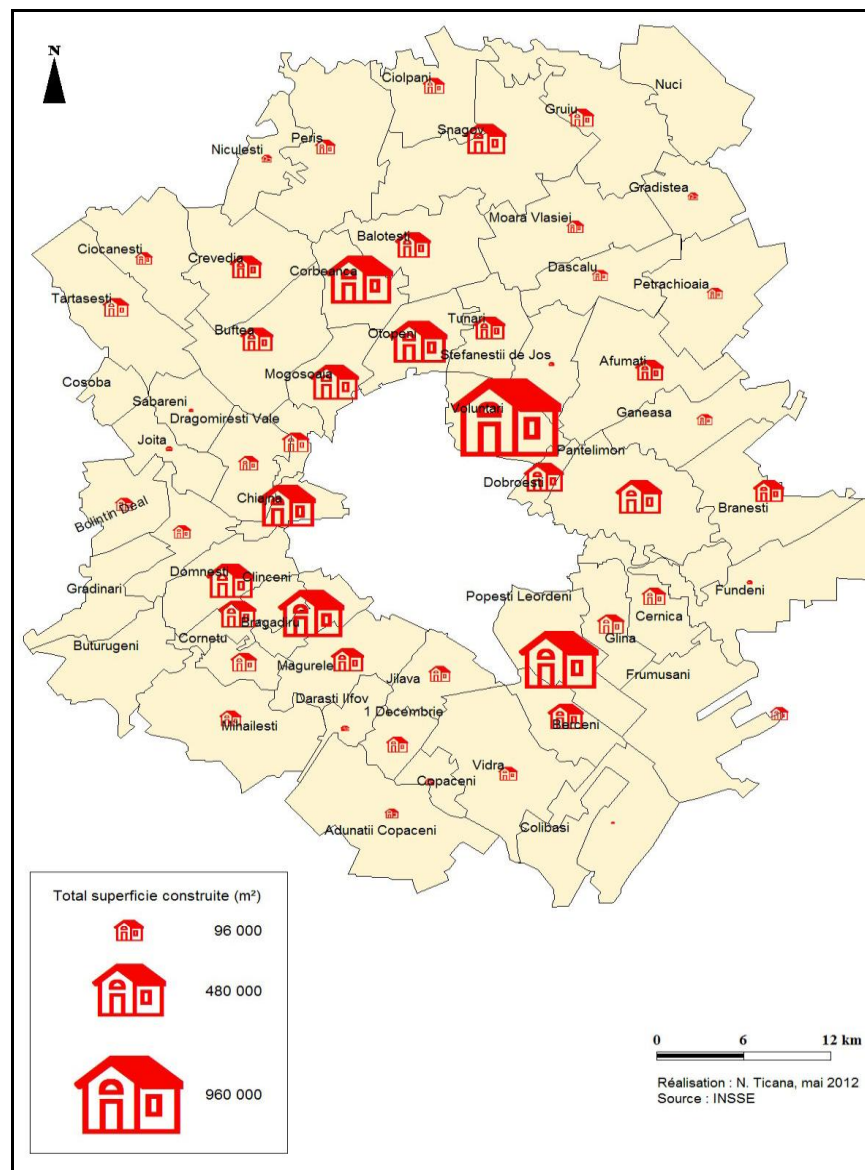 N
Ciolpani
Nuci
Gruiu
Snagov
Peris
Niculesti
Gradistea
Moara Vlasiei
Balotesti
Ciocanesti
Crevedia
Corbeanca
Dascalu
Petrachioaia
Tartasesti
Tunari
Buftea
Otopeni
Stefanestii de Jos
Afumati
Mogosoaia
Cosoba
Sabareni
Voluntari
Ganeasa
Dragomiresti Vale
Joita
Pantelimon
Dobroesti
Chiajna
Bolintin Deal
Branesti
Domnesti
Clinceni
Gradinari
Popesti Leordeni
Fundeni
Cernica
Bragadiru
Cornetu
Glina
Buturugeni
Magurele
Jilava
Frumusani
Darasti Ilfov
1 Decembrie
Mihailesti
Berceni
Vidra
Copaceni
Adunatii Copaceni
Colibasi
Total superficie construite (m²)
96 000
480 000
960 000
0 6 12 km
Réalisation : N. Ticana, mai 2012
Source : INSSE